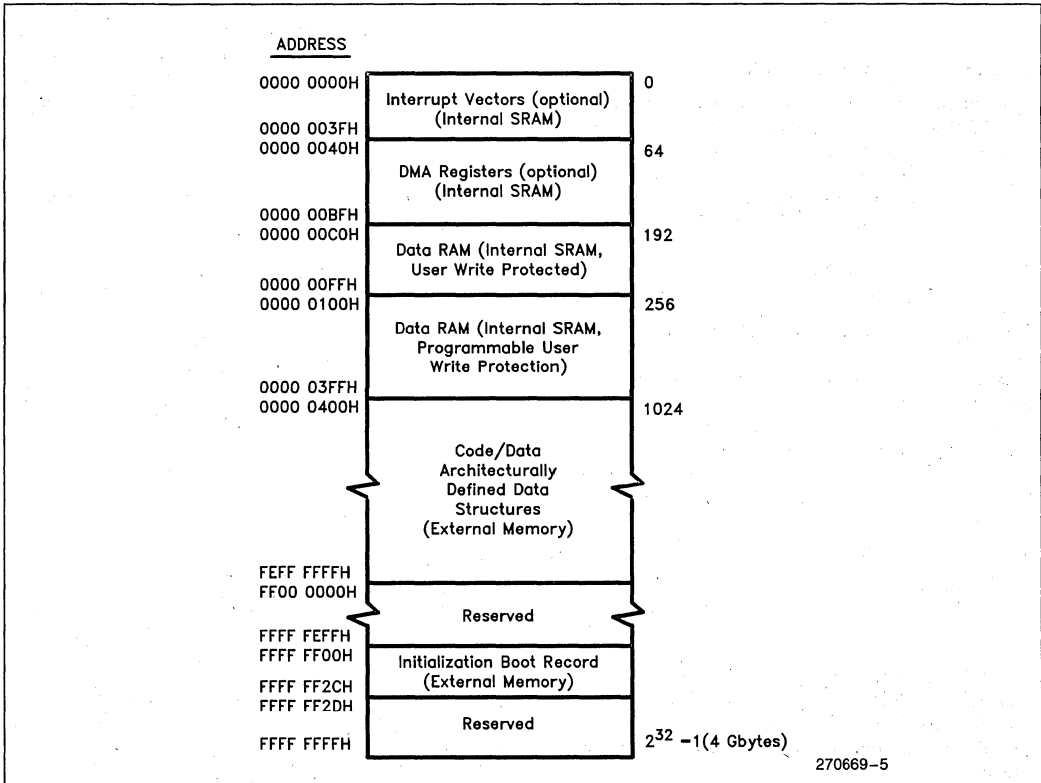 ADDRESS
0000 0000H
0
Interrupt Vectors (optional)
(Internal SRAM)
0000 003FH
0000 0040H
64
DMA Registers (optional)
(Internal SRAM)
0000 00BFH
0000 00C0H
192
Data RAM (Internal SRAM,
User Write Protected)
0000 00FFH
0000 0100H
256
Data RAM (Internal SRAM,
Programmable User
Write Protection)
0000 03FFH
0000 0400H
1024
Code/Data
Architecturally
Defined Data
Structures
(External Memory)
FEFF FFFFH
FF00 0000H
Reserved
FFFF FEFFH
FFFF FF00H
Initialization Boot Record
(External Memory)
FFFF FF2CH
FFFF FF2DH
Reserved
FFFF FFFFH
2^32 -1(4 Gbytes)
270669-5